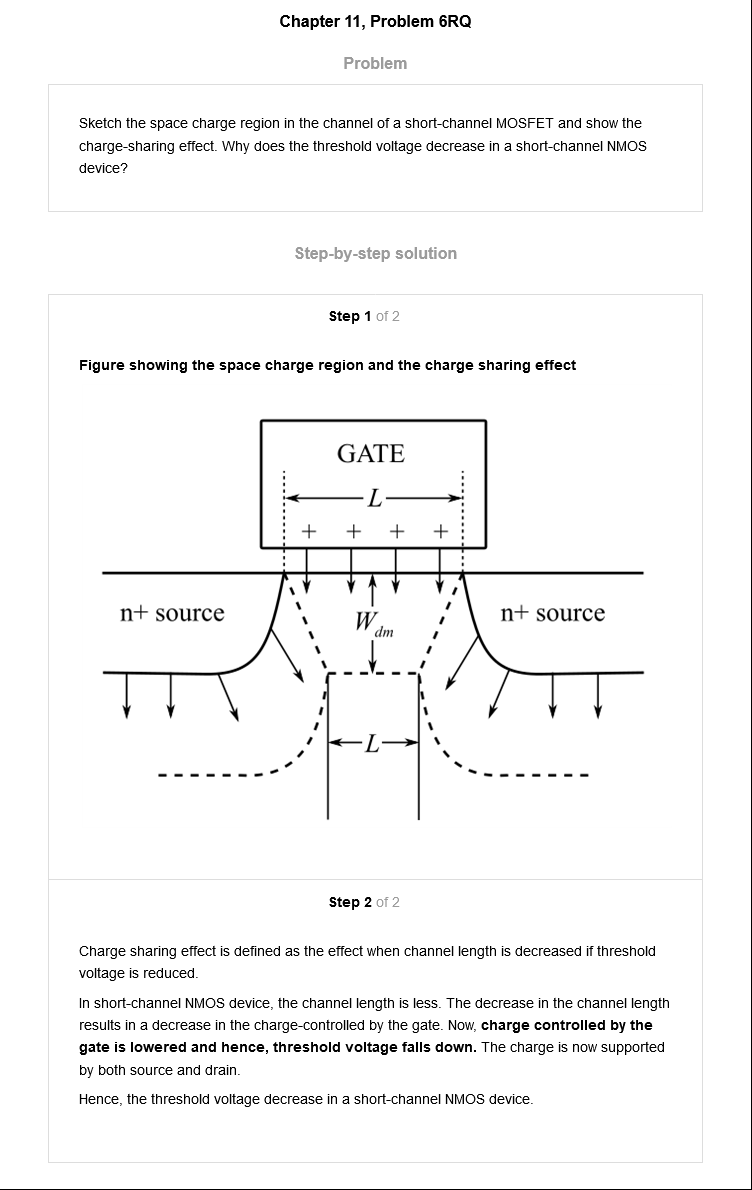 Chapter 11, Problem 6RQ
Problem
Sketch the space charge region in the channel of a short-channel MOSFET and show the
charge-sharing effect. Why does the threshold voltage decrease in a short-channel NMOS
device?
Step-by-step solution
Step 1 of 2
Figure showing the space charge region and the charge sharing effect
GATE
L
+ + + +
n+ source
W dm
n+ source
L
Step 2 of 2
Charge sharing effect is defined as the effect when channel length is decreased if threshold
voltage is reduced.
In short-channel NMOS device, the channel length is less. The decrease in the channel length
results in a decrease in the charge-controlled by the gate. Now, charge controlled by the
gate is lowered and hence, threshold voltage falls down. The charge is now supported
by both source and drain.
Hence, the threshold voltage decrease in a short-channel NMOS device.